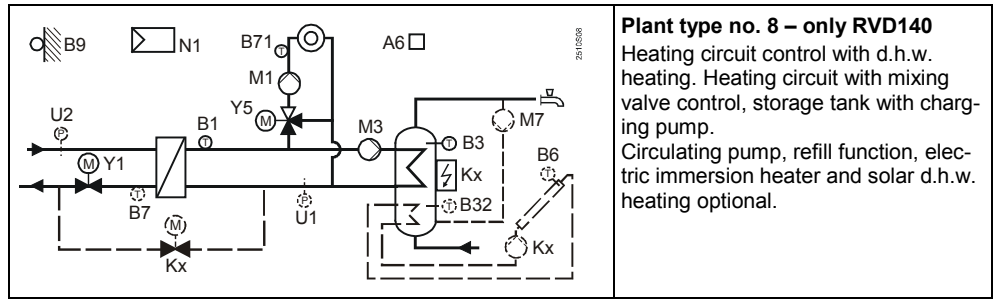 B9
N1
B71
T
A6
2510S08
M1
Y5
M
U2
P
B1
T
M3
M7
T
B3
M
Y1
B6
T
Kx
T
B7
P
U1
T
B32
M
Kx
Kx
Plant type no. 8 – only RVD140
Heating circuit control with d.h.w.
heating. Heating circuit with mixing
valve control, storage tank with charg-
ing pump.
Circulating pump, refill function, elec-
tric immersion heater and solar d.h.w.
heating optional.